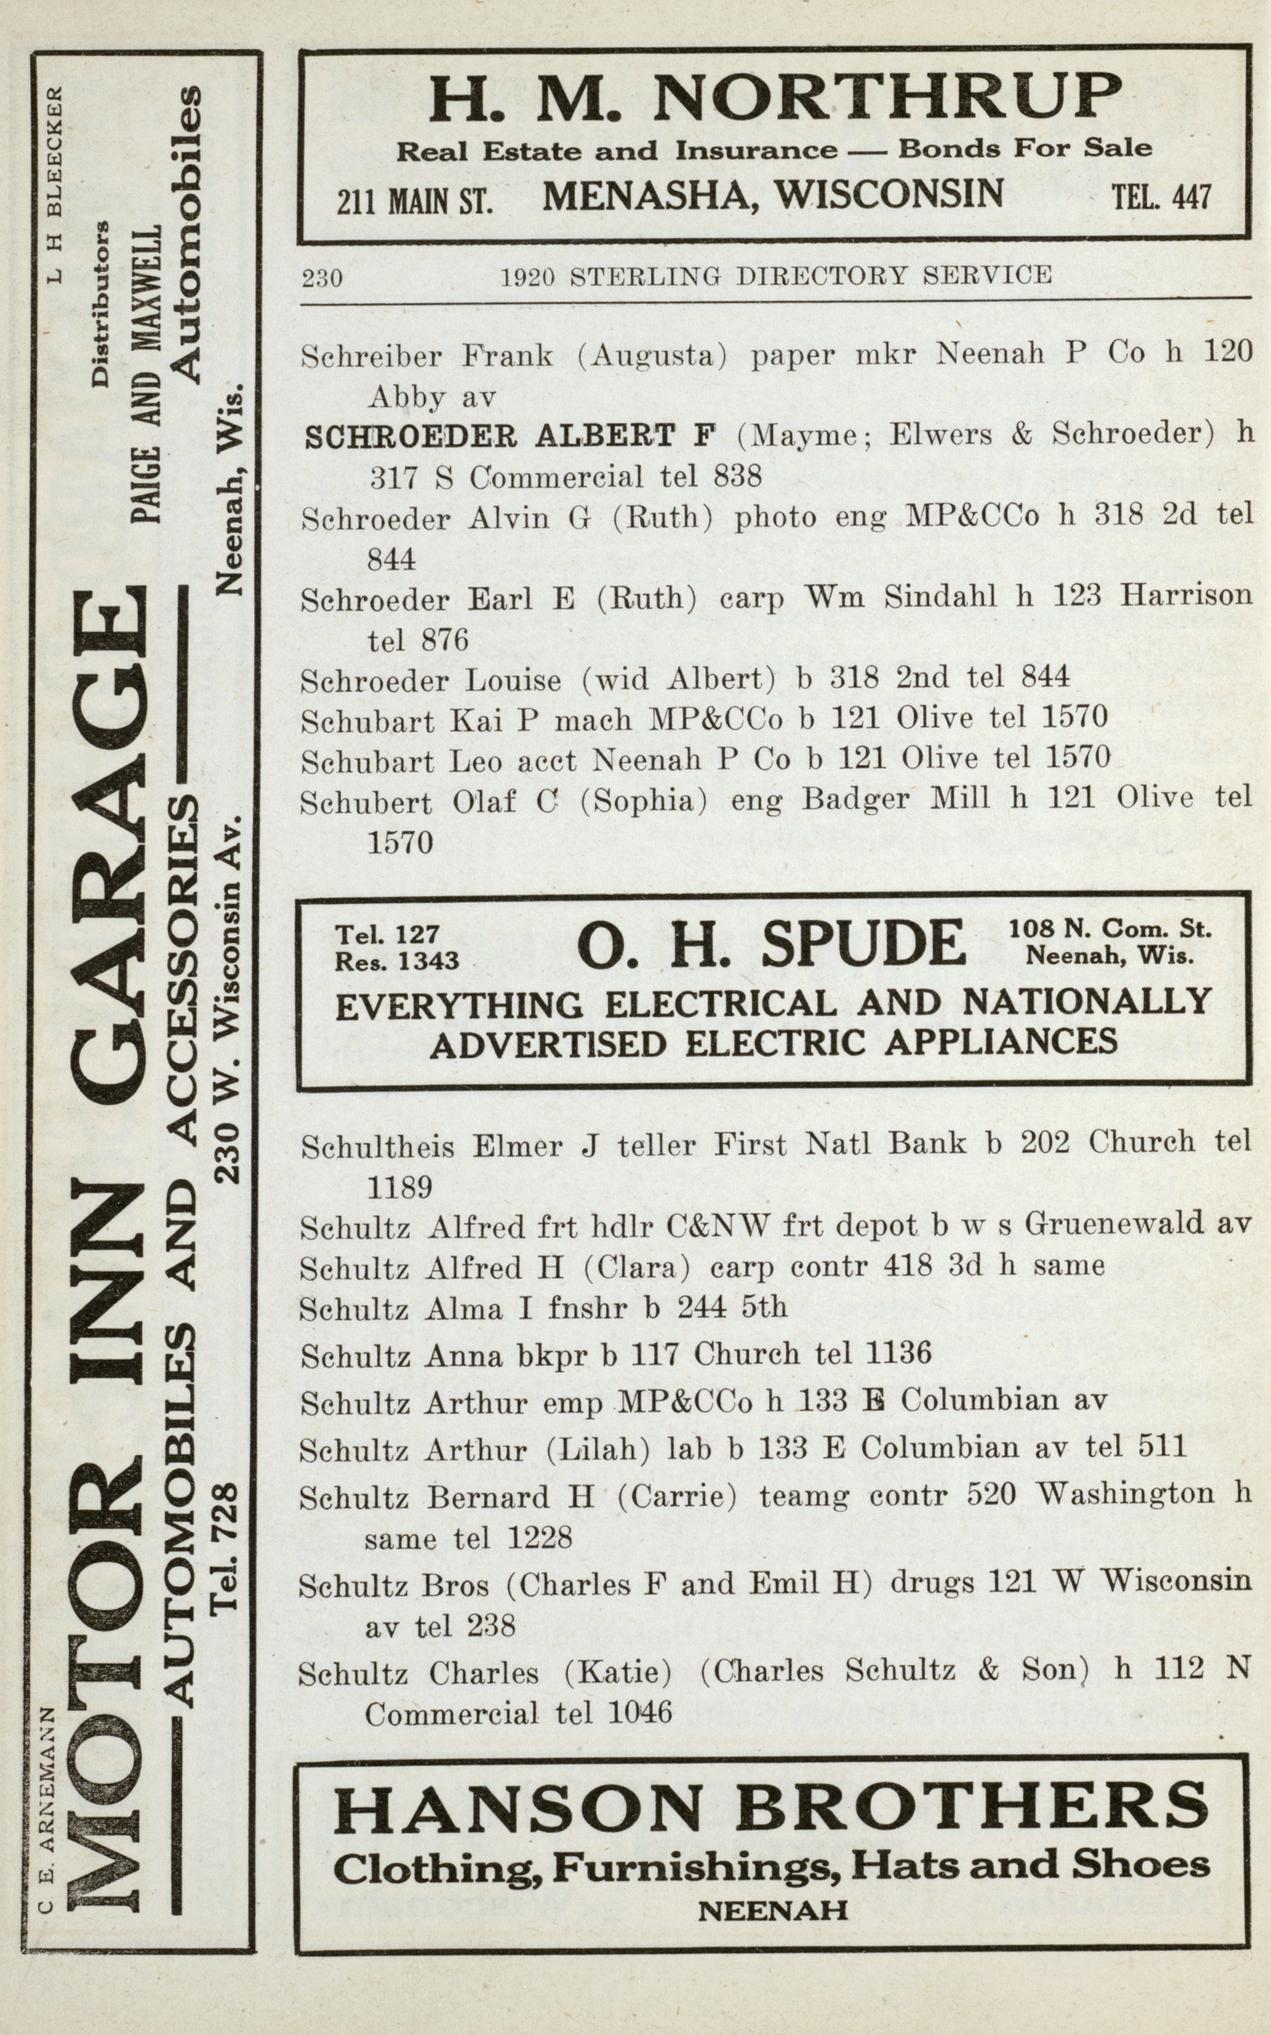 H. M. NORTHRUP
Real Estate and Insurance — Bonds For Sale
211 MAIN ST. MENASHA, WISCONSIN TEL. 447
230 1920 STERLING DIRECTORY SERVICE
Schreiber Frank (Augusta) paper mkr Neenah P Co h 120
Abby av
SCHROEDER ALBERT F (Mayme; Elwers & Schroeder) h
317 S Commercial tel 838
Schroeder Alvin G (Ruth) photo eng MP&CCo h 318 2d tel
844
Schroeder Earl E (Ruth) carp Wm Sindahl h 123 Harrison
tel 876
Schroeder Louise (wid Albert) b 318 2nd tel 844
Schubart Kai P mach MP&CCo b 121 Olive tel 1570
Schubart Leo acct Neenah P Co b 121 Olive tel 1570
Schubert Olaf C (Sophia) eng Badger Mill h 121 Olive tel
1570
Tel. 127 O. H. SPUDE 108 N. Com. St.
Res. 1343 Neenah, Wis.
EVERYTHING ELECTRICAL AND NATIONALLY
ADVERTISED ELECTRIC APPLIANCES
Schultheis Elmer J teller First Natl Bank b 202 Church tel
1189
Schultz Alfred frt hdlr C&NW frt depot b w s Gruenewald av
Schultz Alfred H (Clara) carp contr 418 3d h same
Schultz Alma I fnshr b 244 5th
Schultz Anna bkpr b 117 Church tel 1136
Schultz Arthur emp MP&CCo h 133 E Columbian av
Schultz Arthur (Lilah) lab b 133 E Columbian av tel 511
Schultz Bernard H (Carrie) teamg contr 520 Washington h
same tel 1228
Schultz Bros (Charles F and Emil H) drugs 121 W Wisconsin
av tel 238
Schultz Charles (Katie) (Charles Schultz & Son) h 112 N
Commercial tel 1046
HANSON BROTHERS
Clothing, Furnishings, Hats and Shoes
NEENAH
C E. ARNEMANN L H BLEECKER
MOTOR INN GARAGE
Distributors
PAIGE AND MAXWELL
Automobiles
AUTOMOBILES AND ACCESSORIES
Tel. 728 230 W. Wisconsin Av. Neenah, Wis.